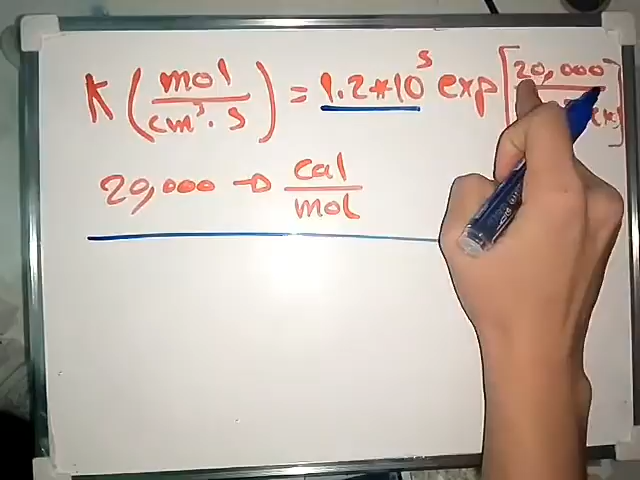 K (mol/cm³·s) = 1.2*10⁵ exp[20,000
20,000 → cal/mol